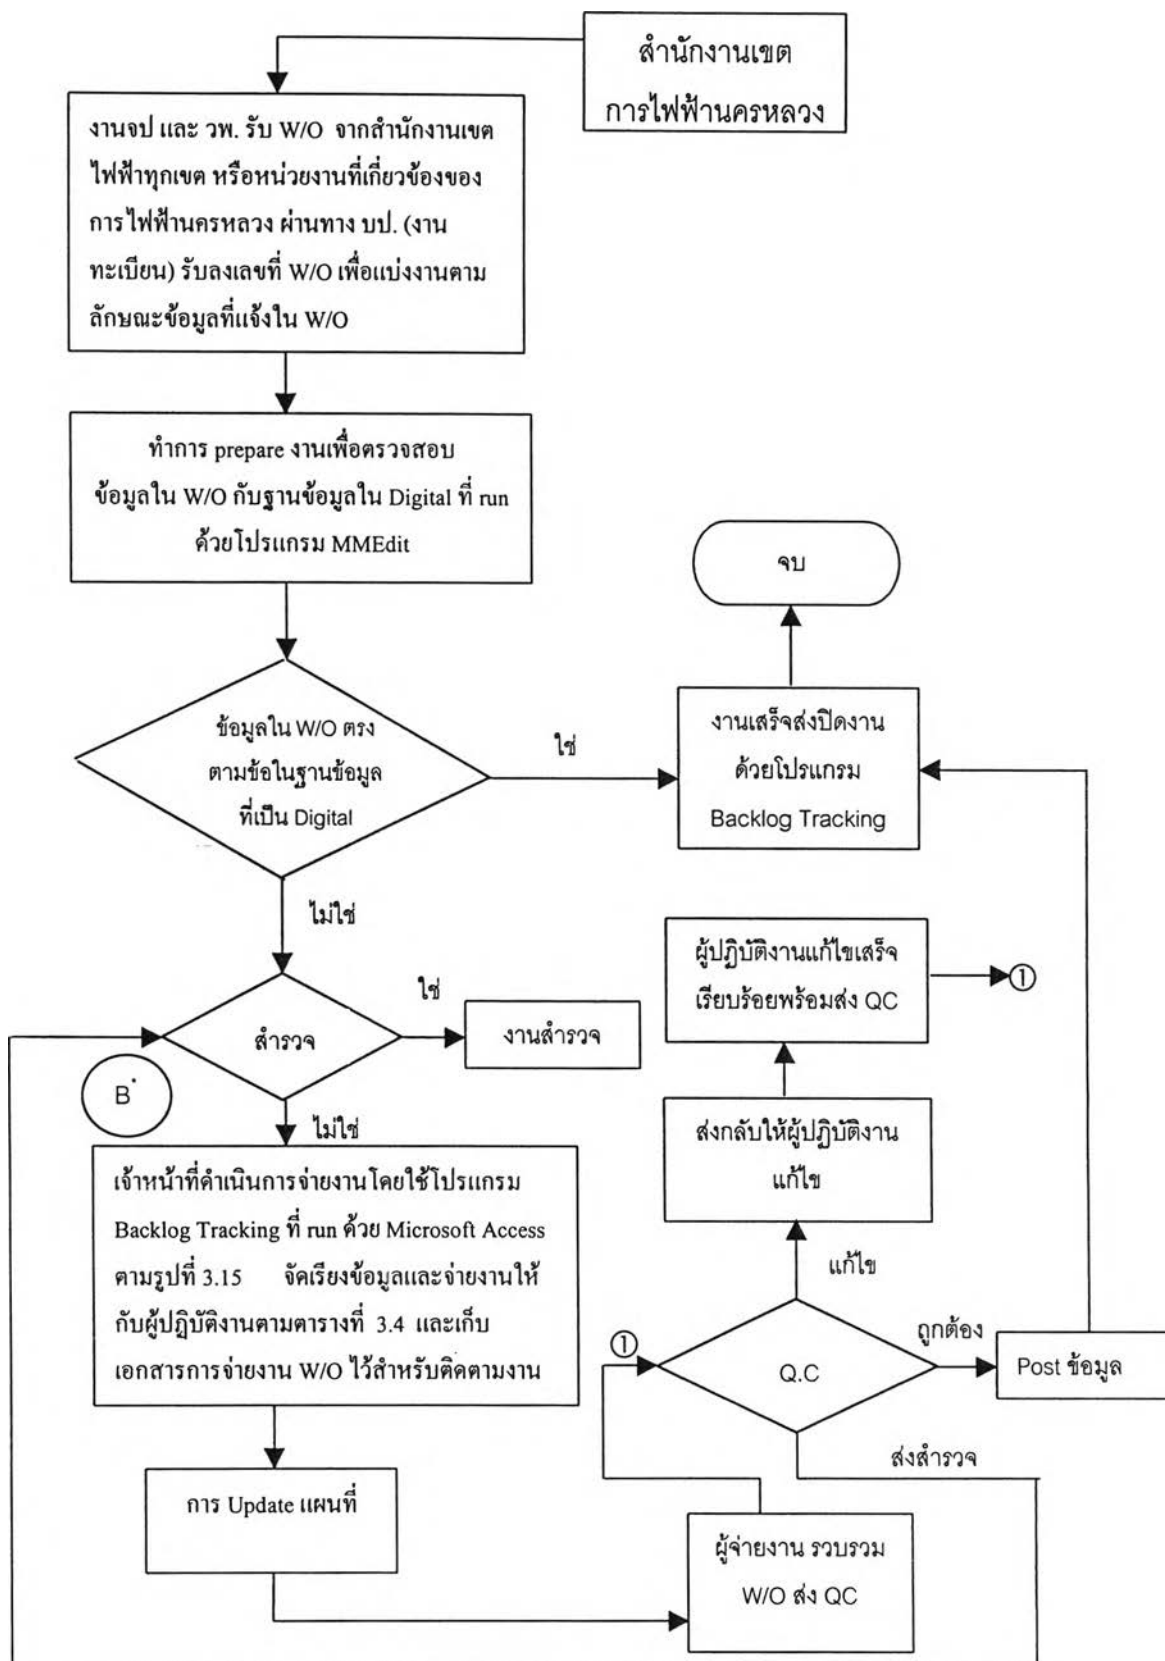 สำนักงานเขต
การไฟฟ้านครหลวง
งานจป และ วพ. รับ W/O จากสำนักงานเขต
ไฟฟ้าทุกเขต หรือหน่วยงานที่เกี่ยวข้องของ
การไฟฟ้านครหลวง ผ่านทาง บป. (งาน
ทะเบียน) รับลงเลขที่ W/O เพื่อแบ่งงานตาม
ลักษณะข้อมูลที่แจ้งใน W/O
ทำการ prepare งานเพื่อตรวจสอบ
ข้อมูลใน W/O กับฐานข้อมูลใน Digital ที่ run
ด้วยโปรแกรม MMEdit
จบ
ข้อมูลใน W/O ตรง
ตามข้อในฐานข้อมูล
ที่เป็น Digital
ใช่
งานเสร็จส่งปิดงาน
ด้วยโปรแกรม
Backlog Tracking
ไม่ใช่
สำรวจ
ใช่
งานสำรวจ
B
ไม่ใช่
ผู้ปฏิบัติงานแก้ไขเสร็จ
เรียบร้อยพร้อมส่ง QC
①
ส่งกลับให้ผู้ปฏิบัติงาน
แก้ไข
แก้ไข
เจ้าหน้าที่ดำเนินการจ่ายงานโดยใช้โปรแกรม
Backlog Tracking ที่ run ด้วย Microsoft Access
ตามรูปที่ 3.15 จัดเรียงข้อมูลและจ่ายงานให้
กับผู้ปฏิบัติงานตามตารางที่ 3.4 และเก็บ
เอกสารการจ่ายงาน W/O ไว้สำหรับติดตามงาน
①
Q.C
ถูกต้อง
Post ข้อมูล
ส่งสำรวจ
การ Update แผนที่
ผู้จ่ายงาน รวบรวม
W/O ส่ง QC